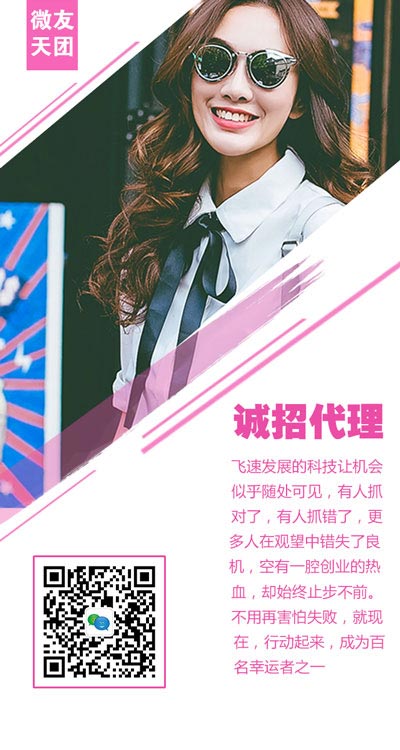 微友
天团
诚招代理
飞速发展的科技让机会
似乎随处可见，有人抓
对了，有人抓错了，更
多人在观望中错失了良
机，空有一腔创业的热
血，却始终止步不前。
不用再害怕失败，就现
在，行动起来，成为百
名幸运者之一